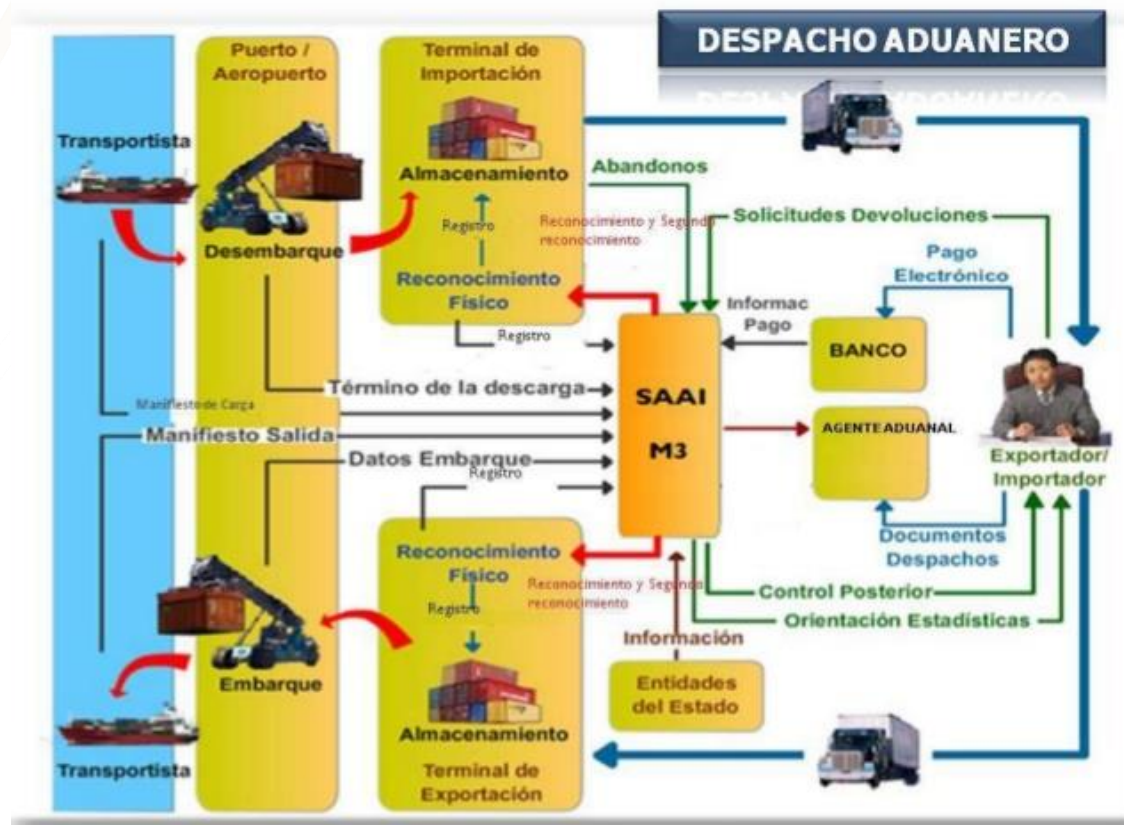 DESPACHO ADUANERO
Puerto /
Aeropuerto
Terminal de
Importación
Transportista
Almacenamiento
Abandonos
Registro
Reconocimiento y Segundo
reconocimiento
Solicitudes Devoluciones
Desembarque
Pago
Electrónico
Reconocimiento
Físico
Informac
Pago
Registro
BANCO
Término de la descarga
SAAI
M3
Manifiesto de Carga
Manifiesto Salida
AGENTE ADUANAL
Datos Embarque
Registro
Exportador/
Importador
Documentos
Despachos
Reconocimiento
Físico
Reconocimiento y Segundo
reconocimiento
Registro
Control Posterior
Orientación Estadísticas
Información
Embarque
Entidades
del Estado
Almacenamiento
Transportista
Terminal de
Exportación